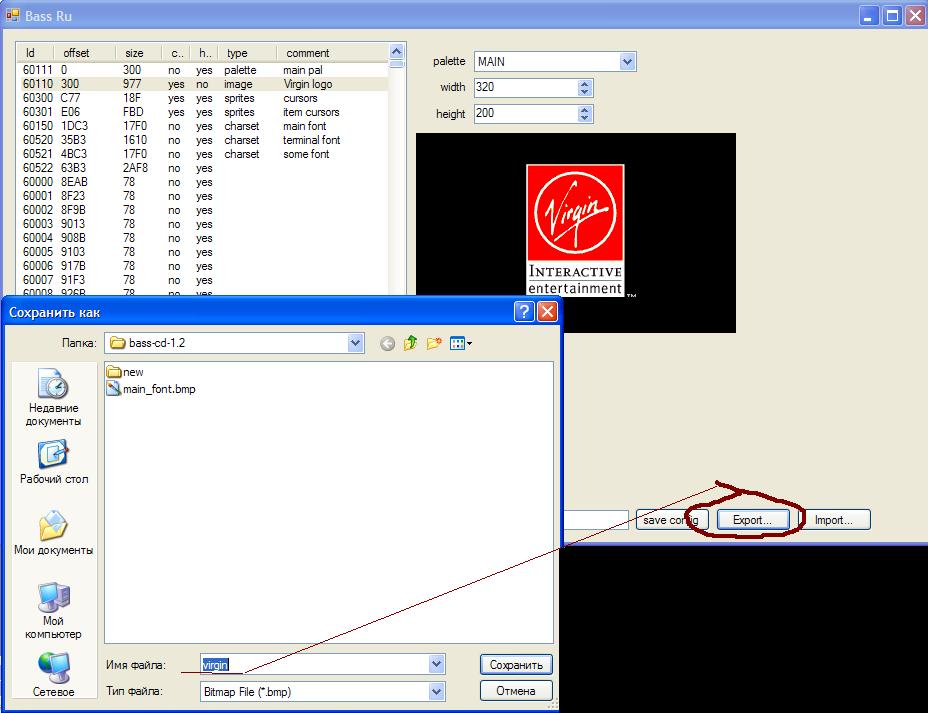 Bass Ru
Id offset size c.. h.. type comment
60111 0 300 no yes palette main pal
60110 300 977 yes no image Virgin logo
60300 C77 18F yes yes sprites cursors
60301 E06 FBD yes yes sprites item cursors
60150 1DC3 17F0 no yes charset main font
60520 35B3 1610 no yes charset terminal font
60521 4BC3 17F0 no yes charset some font
60522 63B3 2AF8 no yes
60000 8EAB 78 no yes
60001 8F23 78 no yes
60002 8F9B 78 no yes
60003 9013 78 no yes
60004 908B 78 no yes
60005 9103 78 no yes
60006 917B 78 no yes
60007 91F3 78 no yes
60008 926B 78 no yes
palette MAIN
width 320
height 200
Virgin
INTERACTIVE
entertainment ™
save config Export... Import...
Сохранить как
Папка: bass-cd-1.2
new
main_font.bmp
Недавние
документы
Рабочий стол
Мои документы
Мой
компьютер
Сетевое
Имя файла: virgin Сохранить
Тип файла: Bitmap File (*.bmp) Отмена